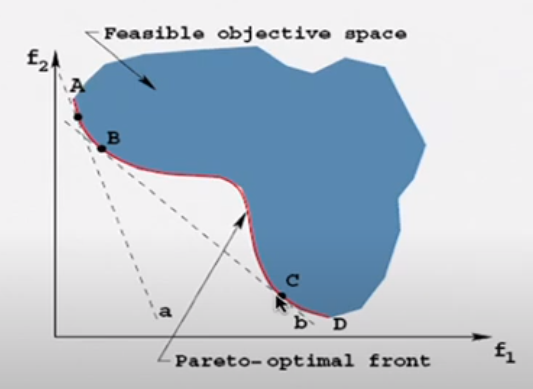 Feasible objective space
f2
A
B
C
a
b
D
f1
Pareto-optimal front